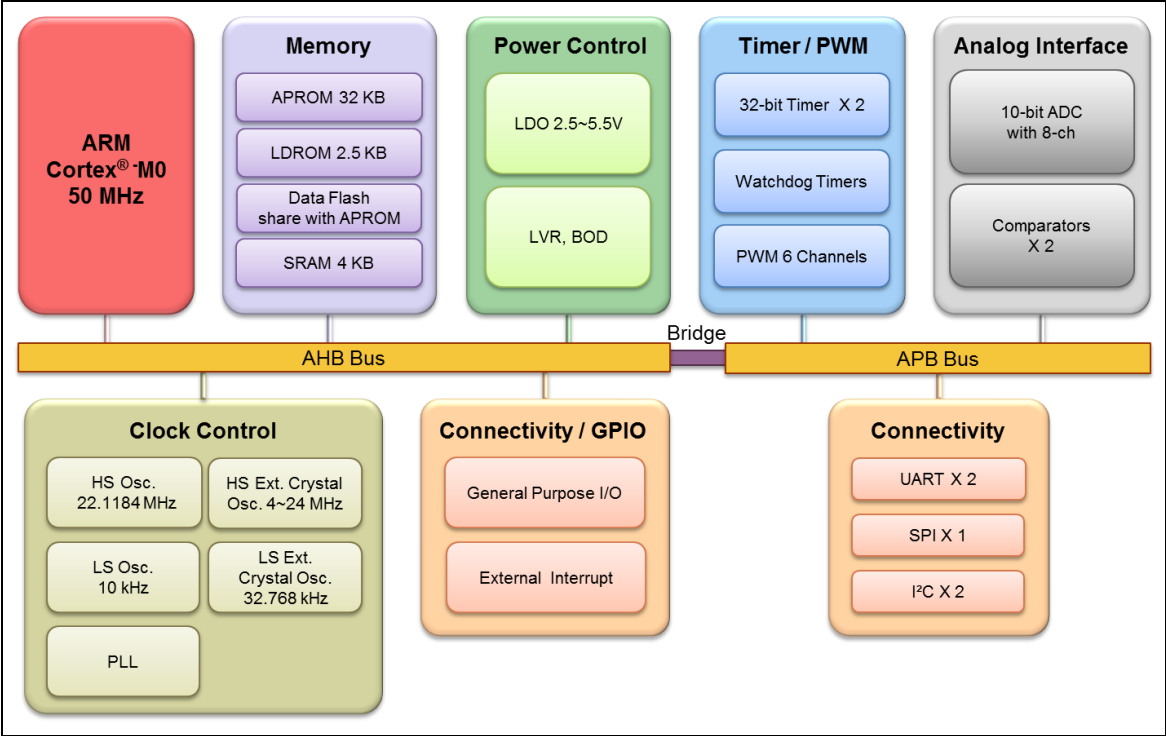 ARM
Cortex® -M0
50 MHz
Memory
APROM 32 KB
LDROM 2.5 KB
Data Flash
share with APROM
SRAM 4 KB
Power Control
LDO 2.5~5.5V
LVR, BOD
Timer / PWM
32-bit Timer X 2
Watchdog Timers
PWM 6 Channels
Analog Interface
10-bit ADC
with 8-ch
Comparators
X 2
AHB Bus
Bridge
APB Bus
Clock Control
HS Osc.
22.1184 MHz
HS Ext. Crystal
Osc. 4~24 MHz
LS Osc.
10 kHz
LS Ext.
Crystal Osc.
32.768 kHz
PLL
Connectivity / GPIO
General Purpose I/O
External Interrupt
Connectivity
UART X 2
SPI X 1
I²C X 2